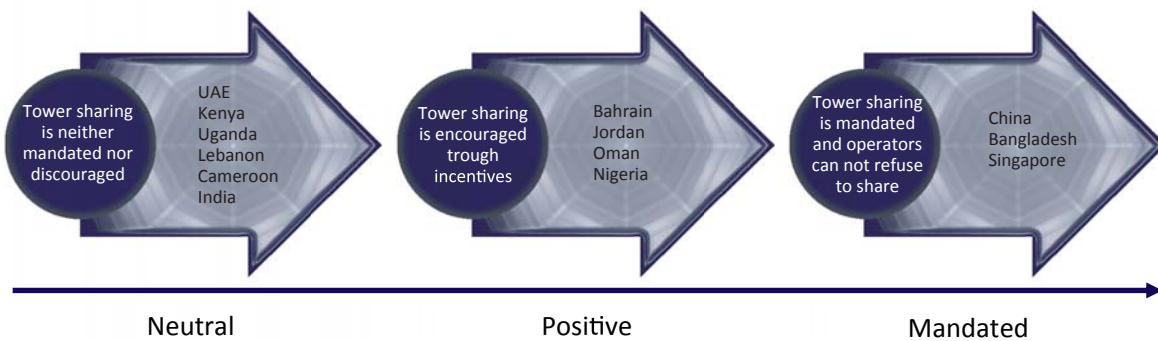 Tower sharing
is neither
mandated nor
discouraged
UAE
Kenya
Uganda
Lebanon
Cameroon
India
Tower sharing
is encouraged
trough
incentives
Bahrain
Jordan
Oman
Nigeria
Tower sharing
is mandated
and operators
can not refuse
to share
China
Bangladesh
Singapore
Neutral
Positive
Mandated